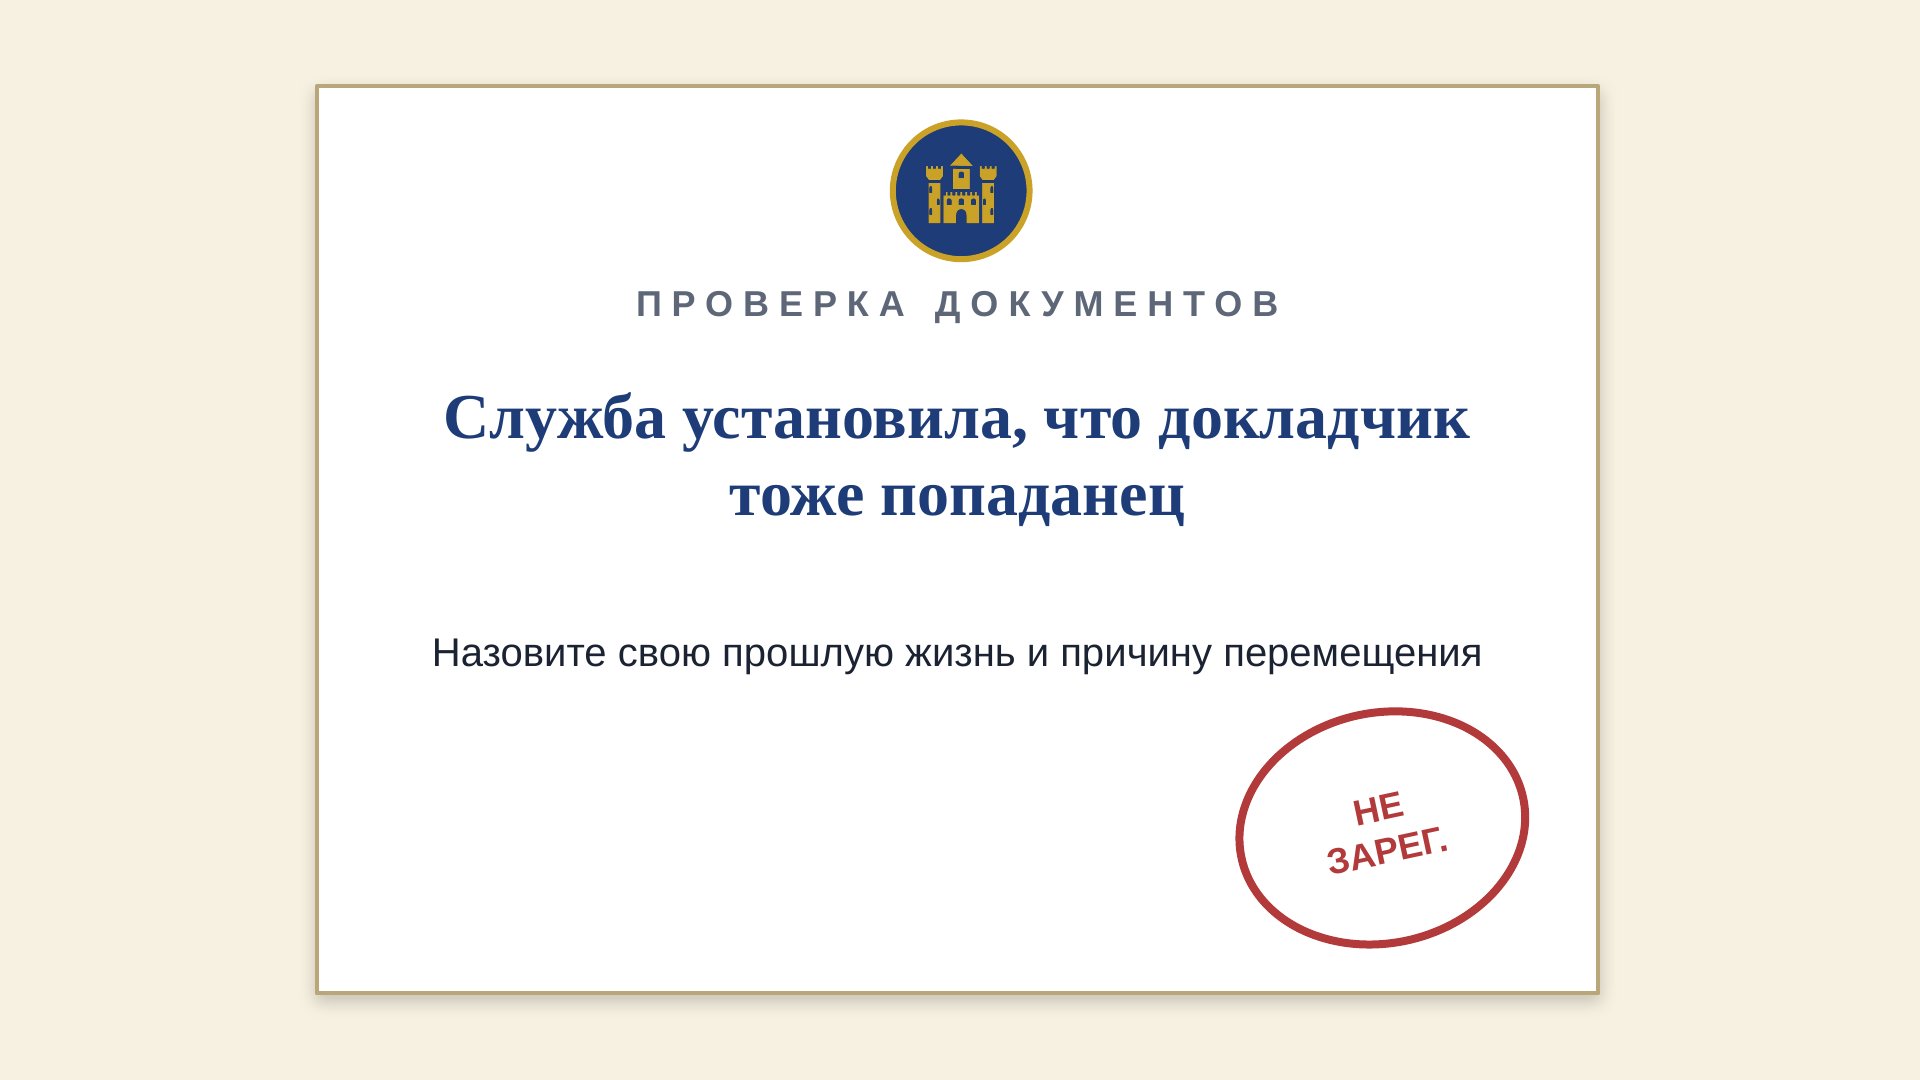 ПРОВЕРКА ДОКУМЕНТОВ
Служба установила, что докладчик
тоже попаданец
Назовите свою прошлую жизнь и причину перемещения
НЕ
ЗАРЕГ.